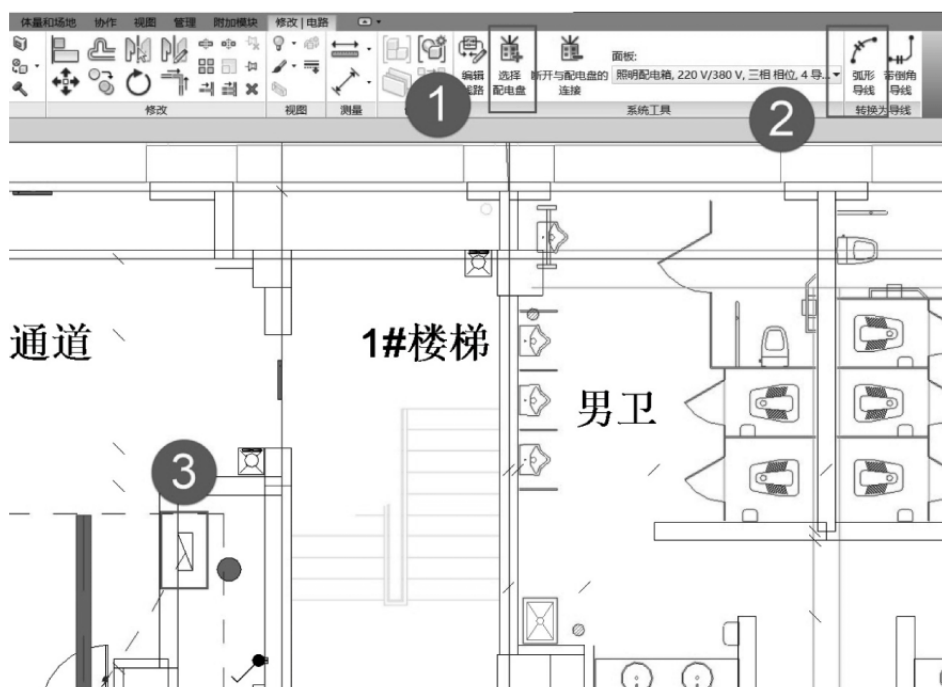 体量和场地 协作 视图 管理 附加模块 修改 | 电路
编辑
线路
选择
配电盘
断开与配电盘的
连接
面板:
照明配电箱, 220 V/380 V, 三相 相位, 4 导...
弧形
导线
带倒角
导线
修改 视图 测量 系统工具 转换为导线
1
2
通道
1#楼梯
男卫
3